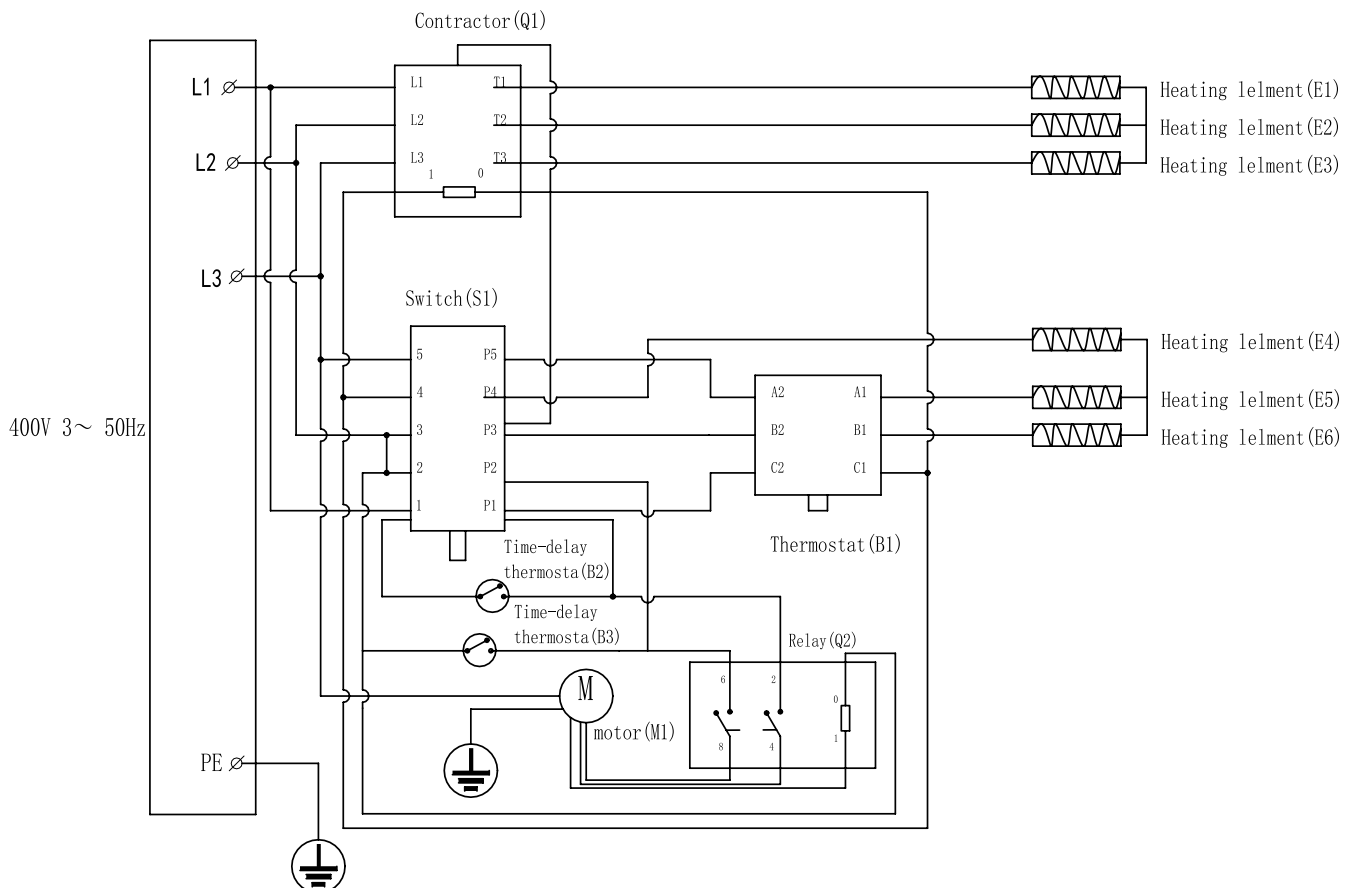 Contractor(Q1)
L1
L1
T1
Heating lelment(E1)
L2
T2
Heating lelment(E2)
L2
L3
T3
Heating lelment(E3)
1
0
L3
Switch(S1)
5
P5
Heating lelment(E4)
4
P4
A2
A1
Heating lelment(E5)
400V 3～ 50Hz
3
P3
B2
B1
Heating lelment(E6)
2
P2
C2
C1
1
P1
Thermostat(B1)
Time-delay
thermosta(B2)
Time-delay
thermosta(B3)
Relay(Q2)
6
2
0
M
motor(M1)
8
4
1
PE